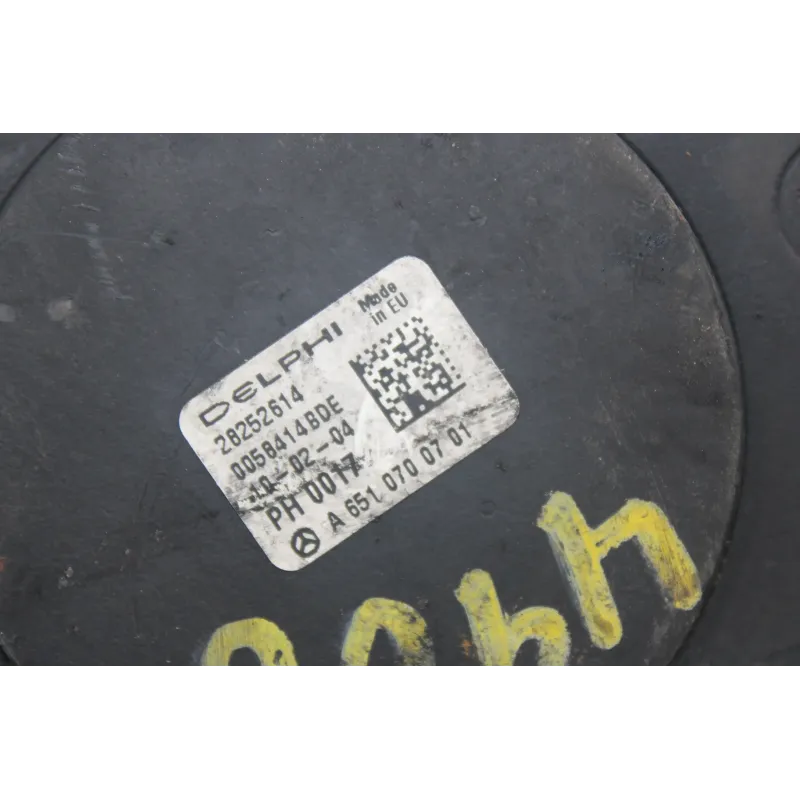 DELPHI
Made
in EU
28252614
0058414BDE
10-02-04
PH 0017
A 651 070 07 01